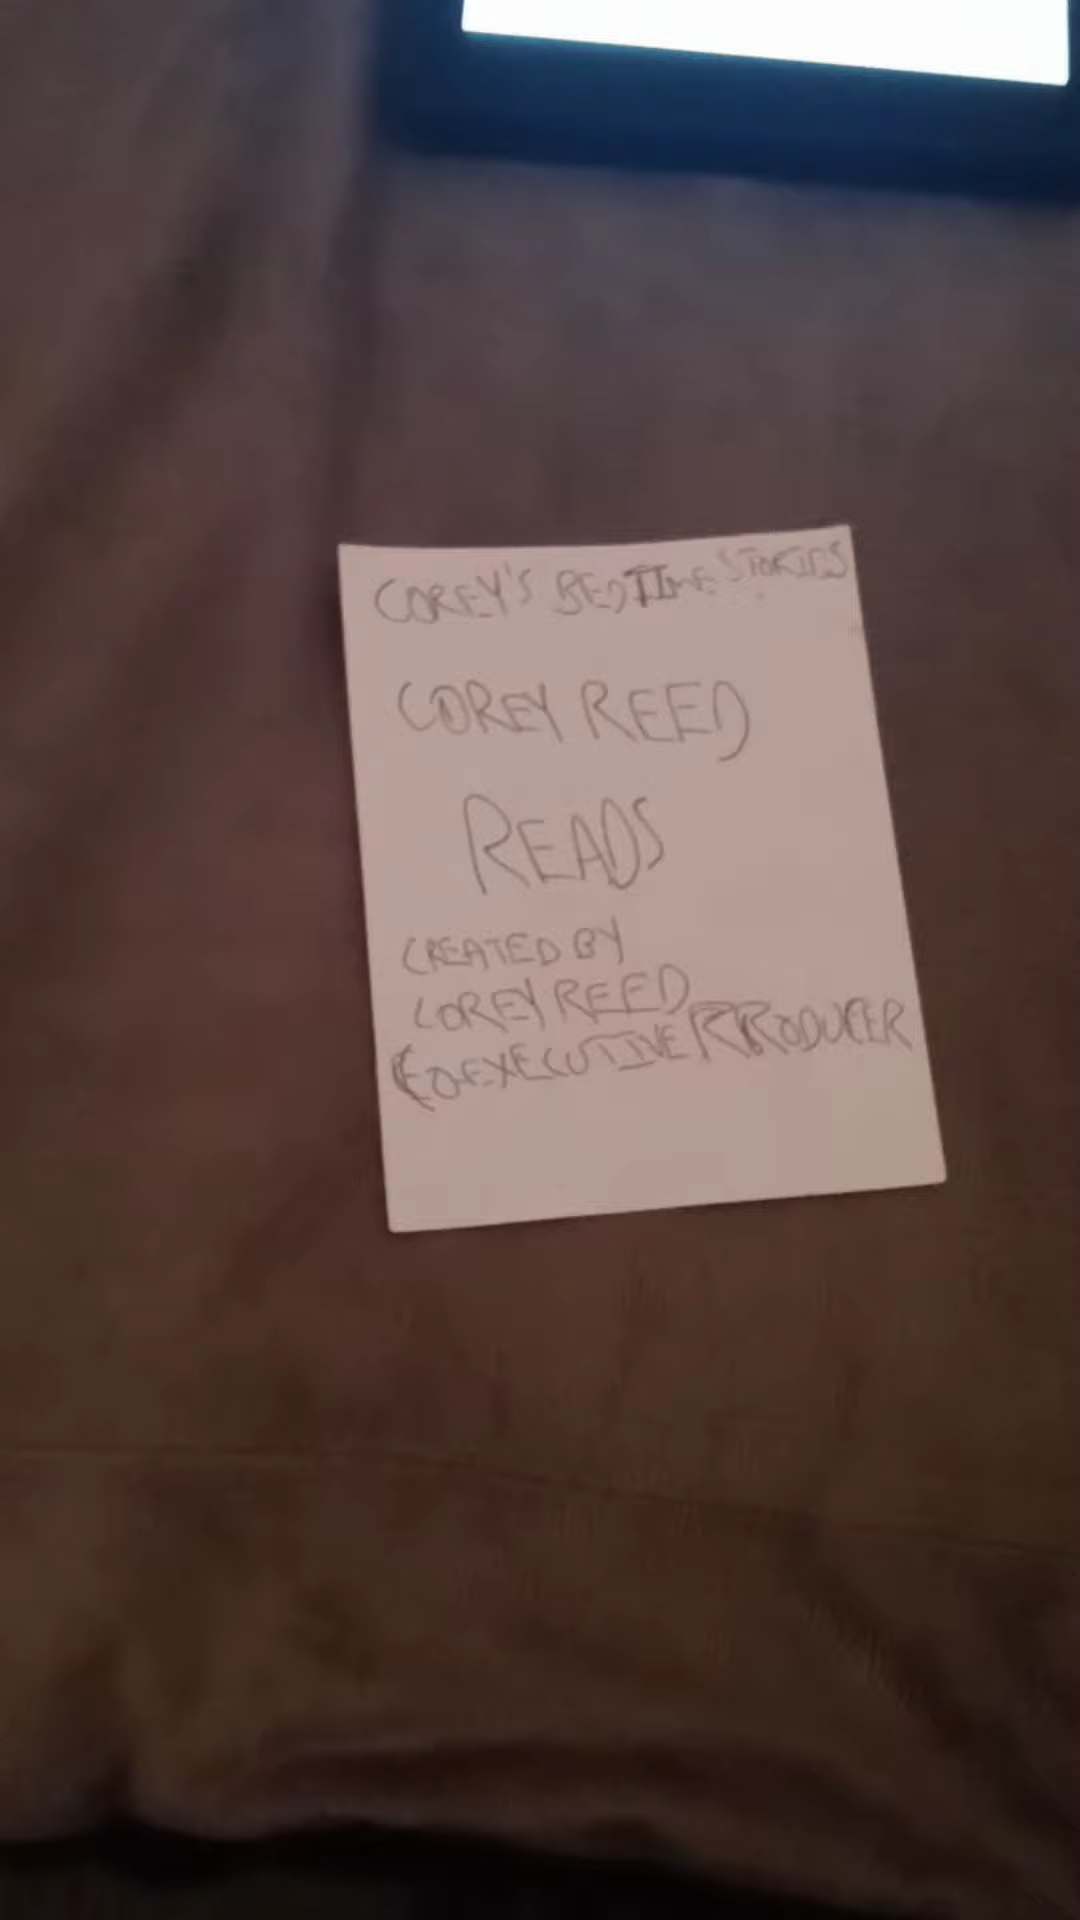 COREY'S BEDTIME STORIES
COREY REED
READS
CREATED BY
COREY REED
CO-EXECUTIVE PRODUCER